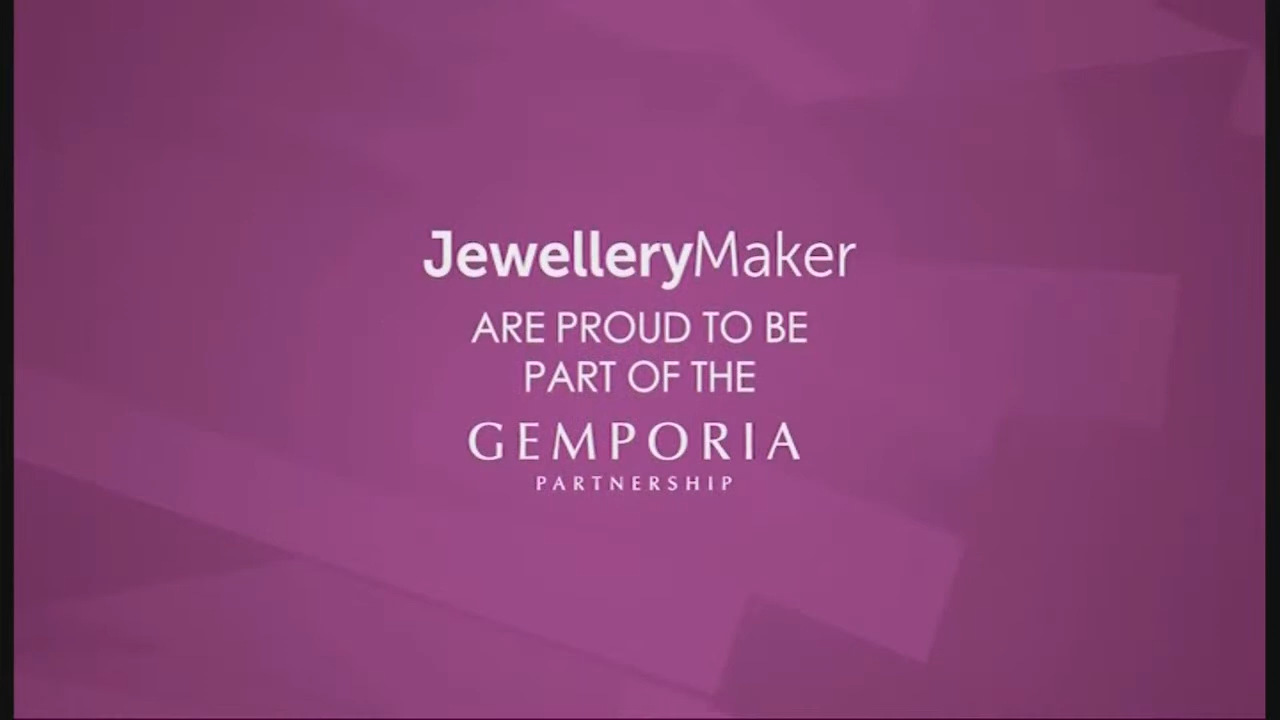 JewelleryMaker
ARE PROUD TO BE
PART OF THE
GEMPORIA
PARTNERSHIP